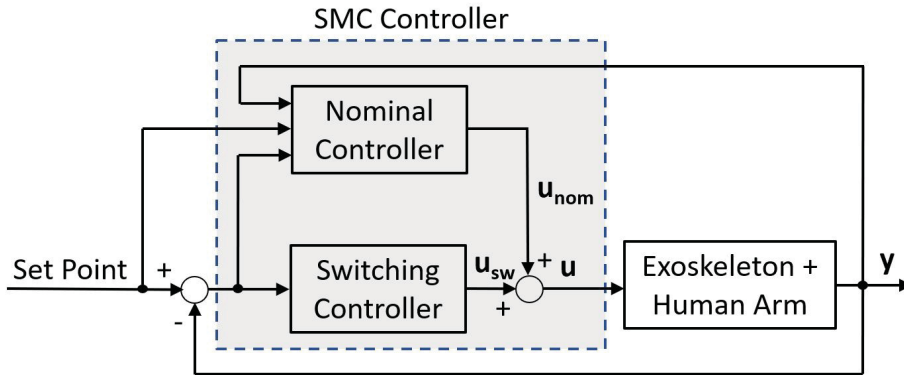 SMC Controller
Nominal
Controller
u_nom
Set Point
+
-
Switching
Controller
u_sw
+
+
u
Exoskeleton +
Human Arm
y